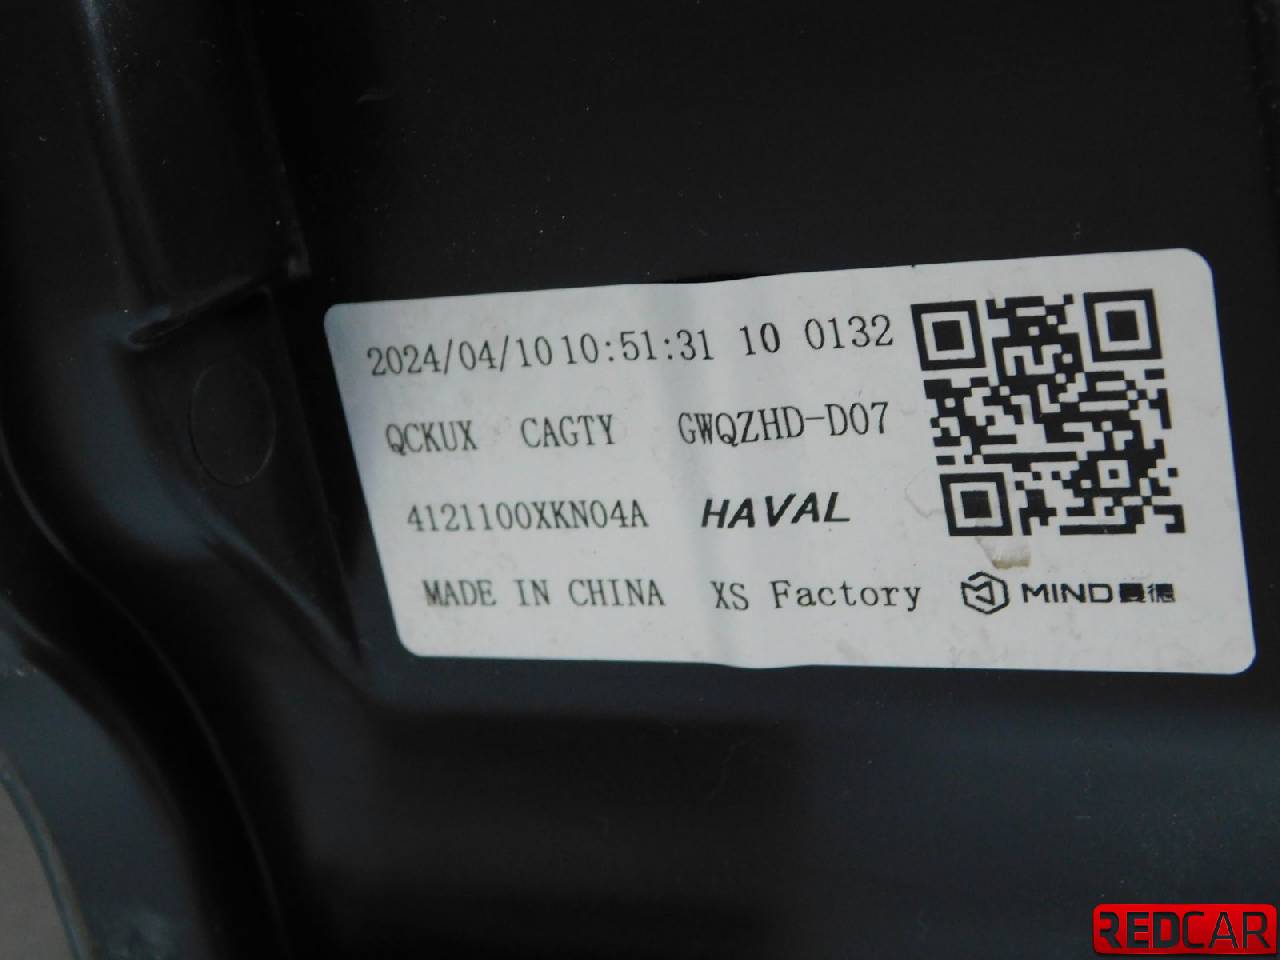 2024/04/10 10:51:31 10 0132
QCKUX CAGTY GWQZHD-D07
4121100XKN04A HAVAL
MADE IN CHINA XS Factory MIND曼德
REDCAR